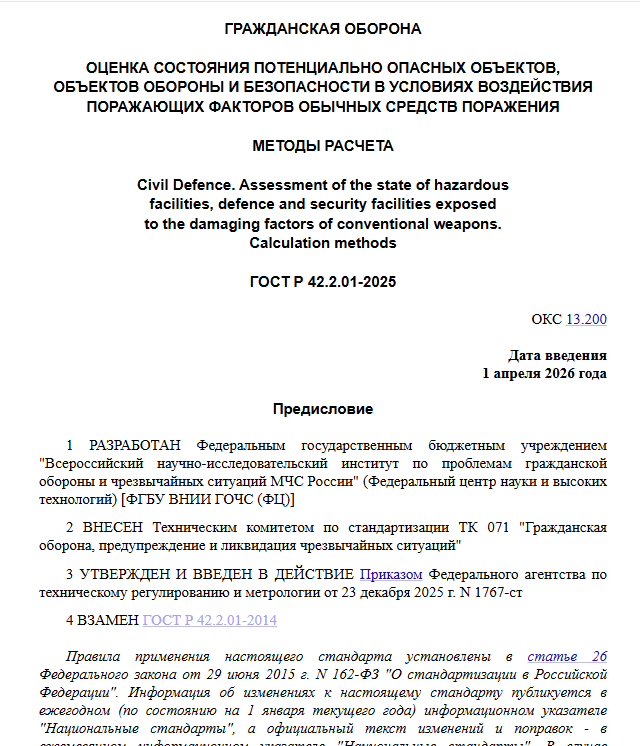 ГРАЖДАНСКАЯ ОБОРОНА
ОЦЕНКА СОСТОЯНИЯ ПОТЕНЦИАЛЬНО ОПАСНЫХ ОБЪЕКТОВ,
ОБЪЕКТОВ ОБОРОНЫ И БЕЗОПАСНОСТИ В УСЛОВИЯХ ВОЗДЕЙСТВИЯ
ПОРАЖАЮЩИХ ФАКТОРОВ ОБЫЧНЫХ СРЕДСТВ ПОРАЖЕНИЯ
МЕТОДЫ РАСЧЕТА
Civil Defence. Assessment of the state of hazardous
facilities, defence and security facilities exposed
to the damaging factors of conventional weapons.
Calculation methods
ГОСТ Р 42.2.01-2025
ОКС 13.200
Дата введения
1 апреля 2026 года
Предисловие
1 РАЗРАБОТАН Федеральным государственным бюджетным учреждением
"Всероссийский научно-исследовательский институт по проблемам гражданской
обороны и чрезвычайных ситуаций МЧС России" (Федеральный центр науки и высоких
технологий) [ФГБУ ВНИИ ГОЧС (ФЦ)]
2 ВНЕСЕН Техническим комитетом по стандартизации ТК 071 "Гражданская
оборона, предупреждение и ликвидация чрезвычайных ситуаций"
3 УТВЕРЖДЕН И ВВЕДЕН В ДЕЙСТВИЕ Приказом Федерального агентства по
техническому регулированию и метрологии от 23 декабря 2025 г. N 1767-ст
4 ВЗАМЕН ГОСТ Р 42.2.01-2014
Правила применения настоящего стандарта установлены в статье 26
Федерального закона от 29 июня 2015 г. N 162-ФЗ "О стандартизации в Российской
Федерации". Информация об изменениях к настоящему стандарту публикуется в
ежегодном (по состоянию на 1 января текущего года) информационном указателе
"Национальные стандарты", а официальный текст изменений и поправок - в
ежемесячном информационном указателе "Национальные стандарты". В случае